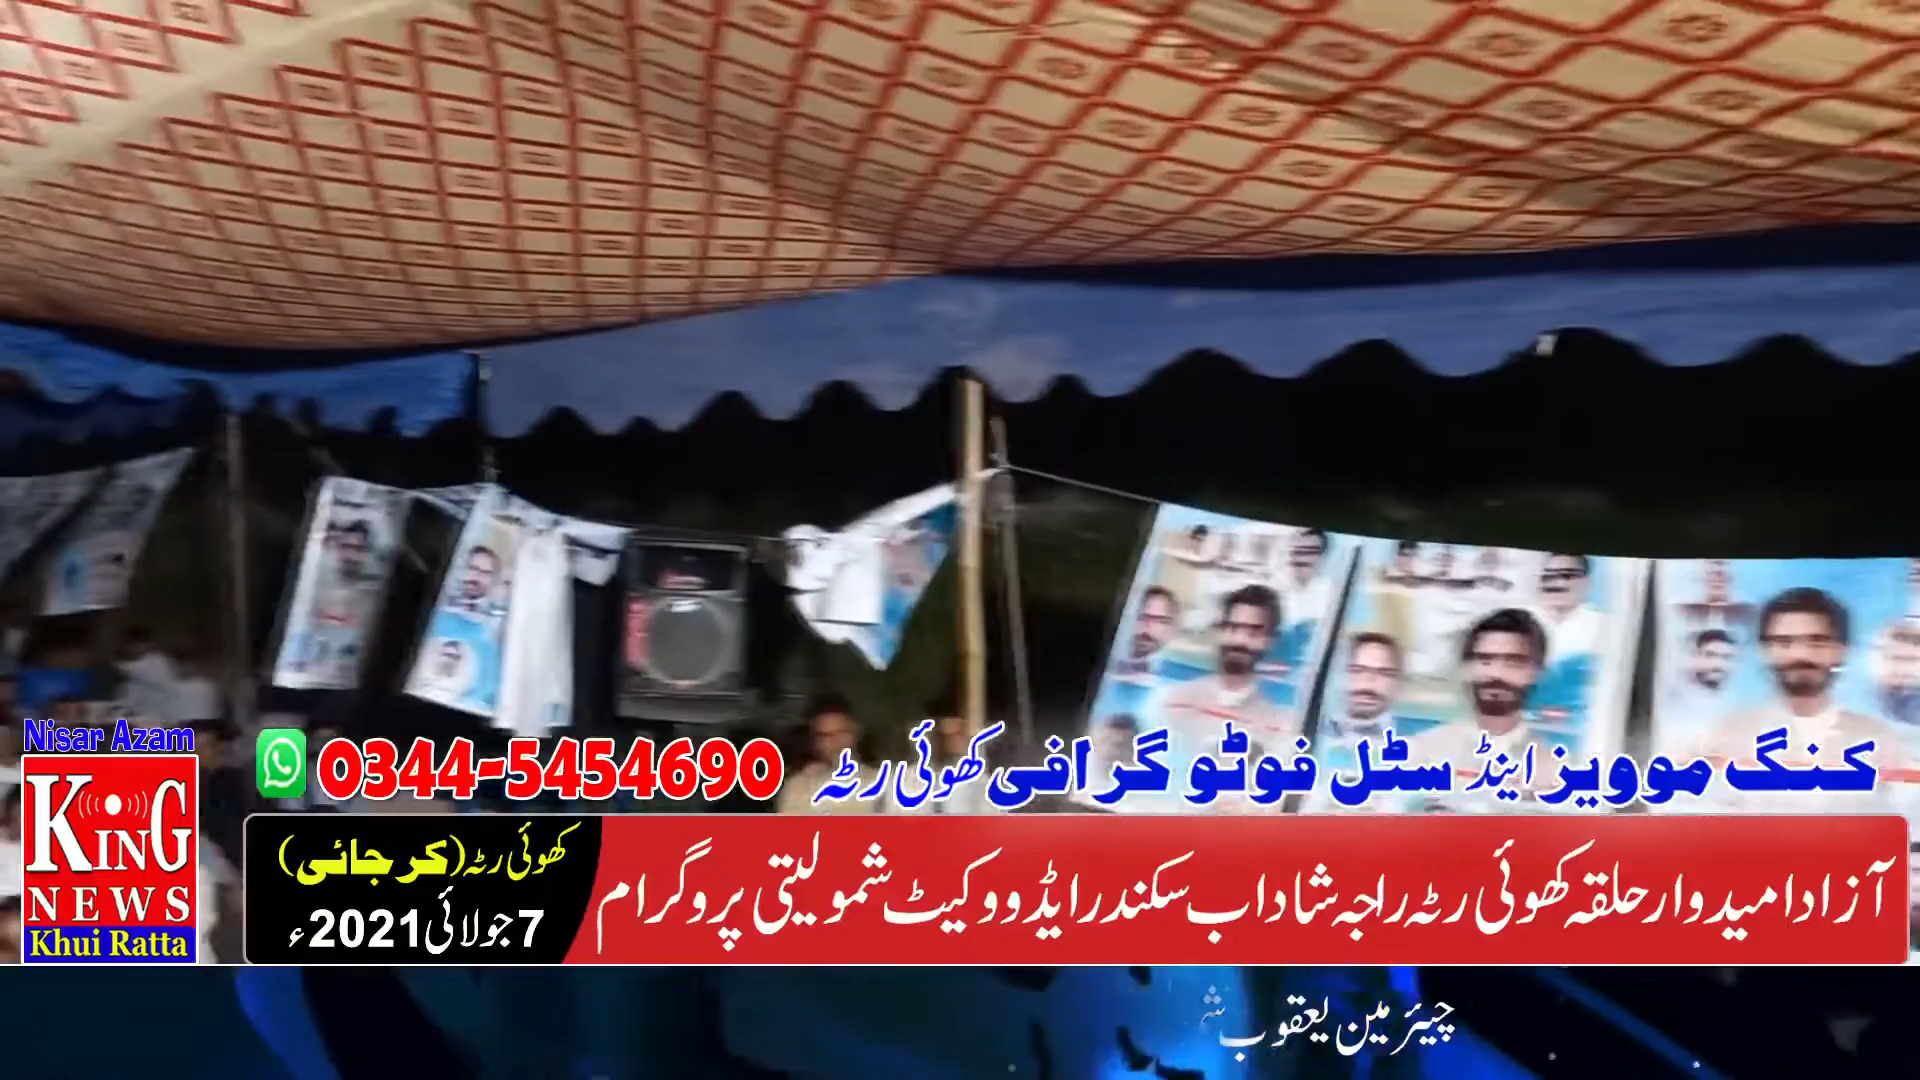 Nisar Azam
KING
NEWS
Khui Ratta
0344-5454690
کنگ موویز اینڈ سٹل فوٹو گرافی کھوئی رٹہ
کھوئی رٹہ (کرجائی)
7 جولائی 2021ء
آزاد امیدوار حلقہ کھوئی رٹہ راجہ شاداب سکندر ایڈووکیٹ شمولیتی پروگرام
چیئرمین یعقوب